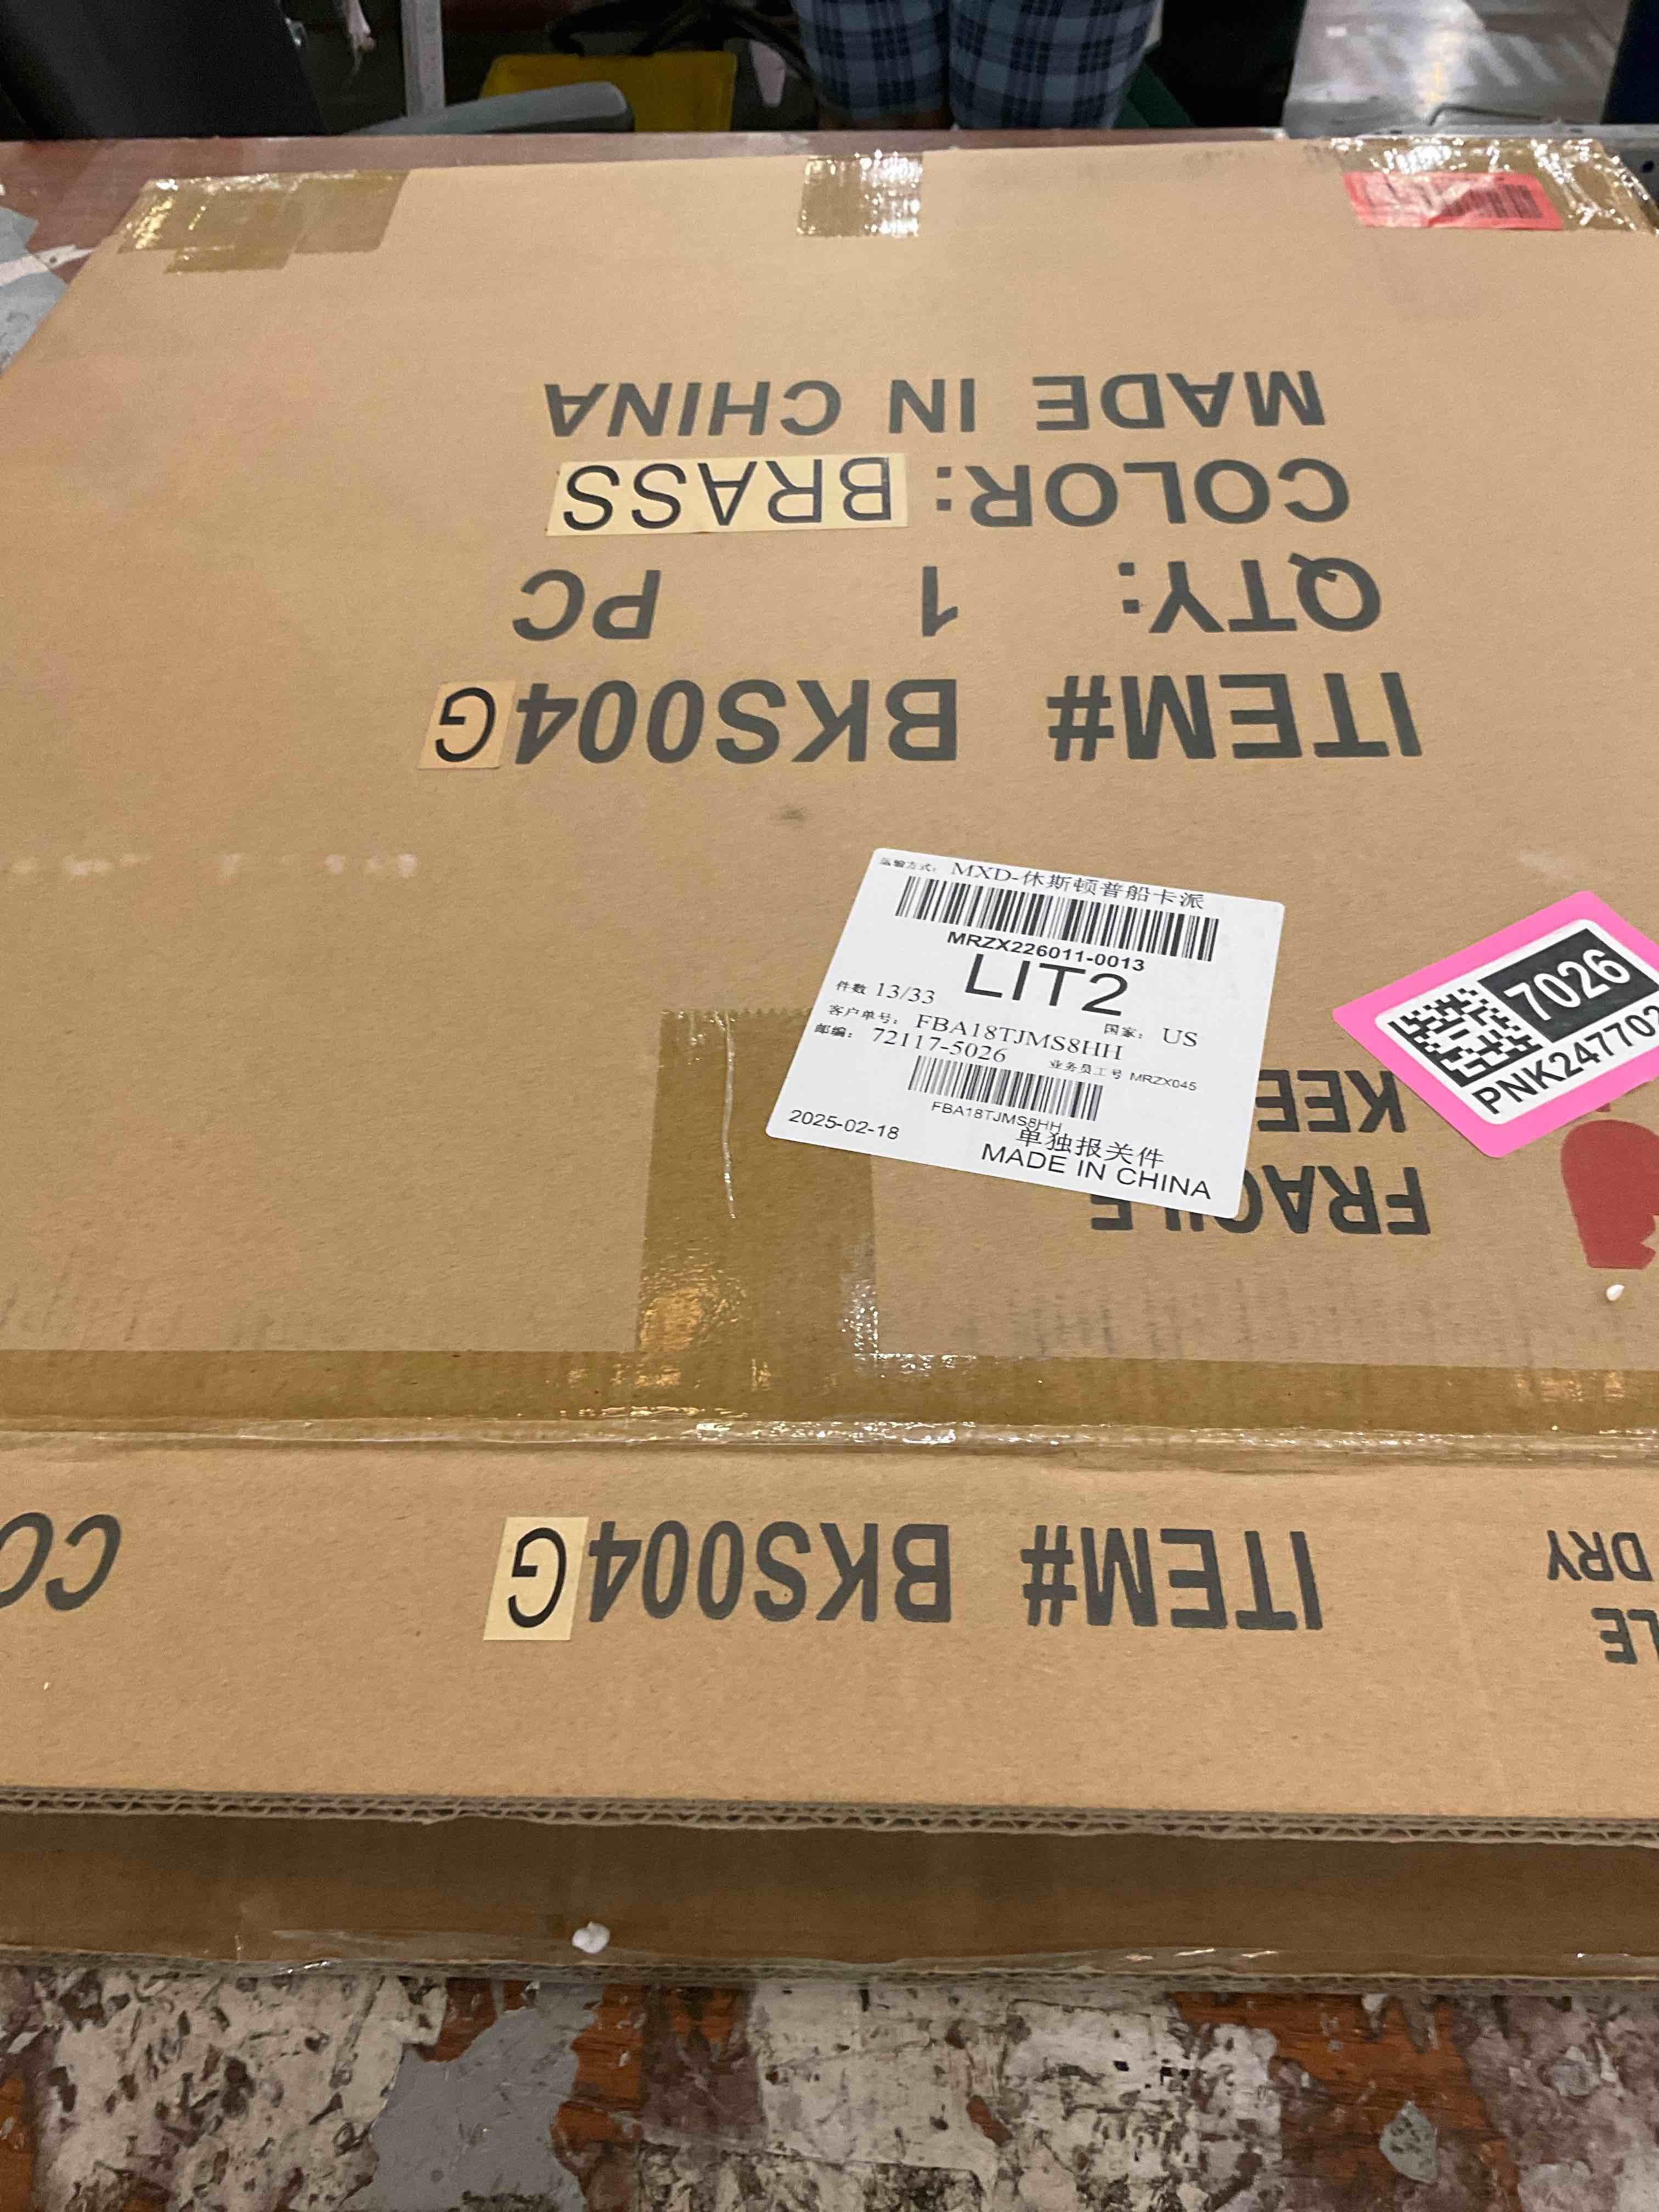 MADE IN CHINA
COLOR: BRASS
QTY: 1 PC
ITEM# BKS004G
运输方式: MXD-休斯顿普船卡派
MRZX226011-0013
LIT2
件数 13/33
国家: US
客户单号: FBA18TJMS8HH
邮编: 72117-5026
业务员工号 MRZX045
FBA18TJMS8HH
2025-02-18
单独报关件
MADE IN CHINA
7026
PNK247702
KEE
FRAGILE
ITEM# BKS004G
CO
DRY
LE